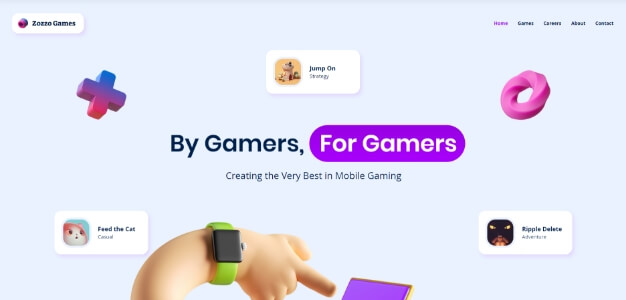 Zozzo Games
Home Games Careers About Contact
Jump On
Strategy
By Gamers, For Gamers
Creating the Very Best in Mobile Gaming
Feed the Cat
Casual
Ripple Delete
Adventure